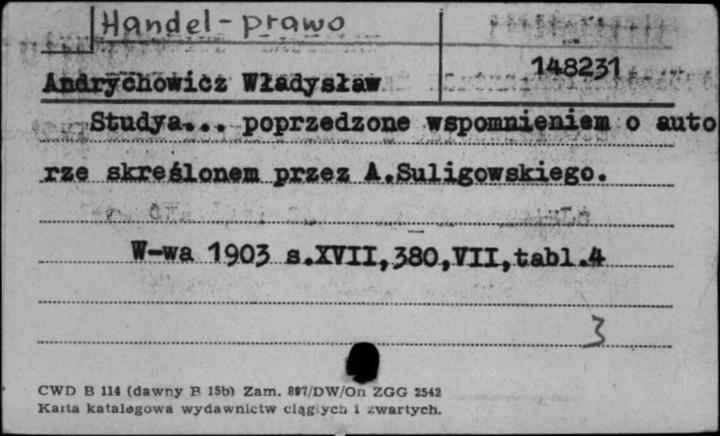 Handel-prawo
148231
Andrychowicz Władysław
Studya... poprzedzone wspomnieniem o auto
rze skreślonem przez A.Suligowskiego.
W-wa 1903 s.XVII,380,VII,tabl.4
3
CWD B 114 (dawny B 15b) Zam. 887/DW/On ZGG 2542
Karta katalogowa wydawnictw ciągłych i zwartych.